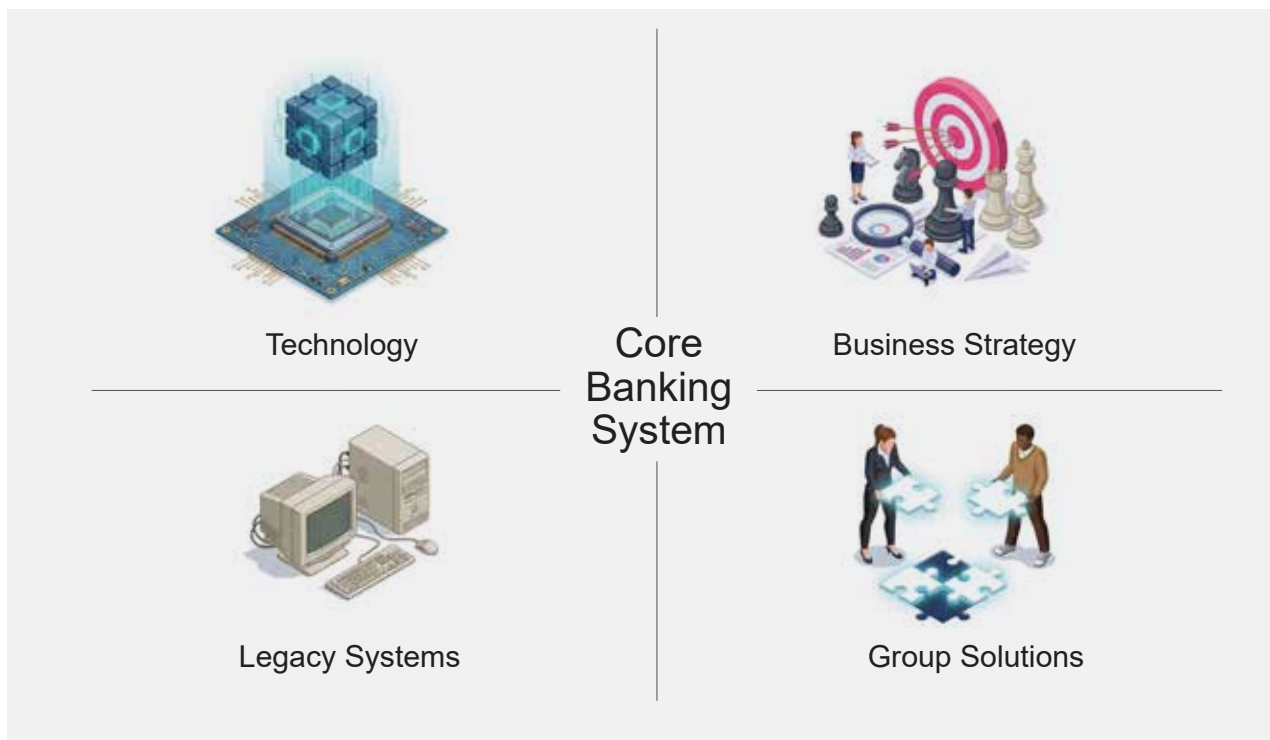 Technology
Core
Banking
System
Business Strategy
Legacy Systems
Group Solutions